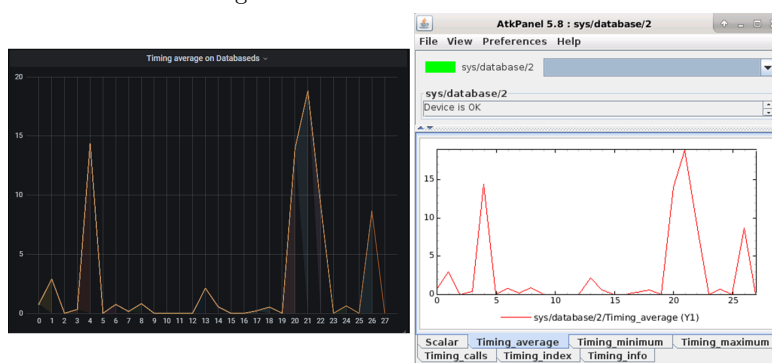 Timing average on Databaseds
20
15
10
5
0
0 1 2 3 4 5 6 7 8 9 10 11 12 13 14 15 16 17 18 19 20 21 22 23 24 25 26 27
AtkPanel 5.8 : sys/database/2
File View Preferences Help
sys/database/2
sys/database/2
Device is OK
15
10
5
0
0 5 10 15 20 25
sys/database/2/Timing_average (Y1)
Scalar Timing_average Timing_minimum Timing_maximum
Timing_calls Timing_index Timing_info